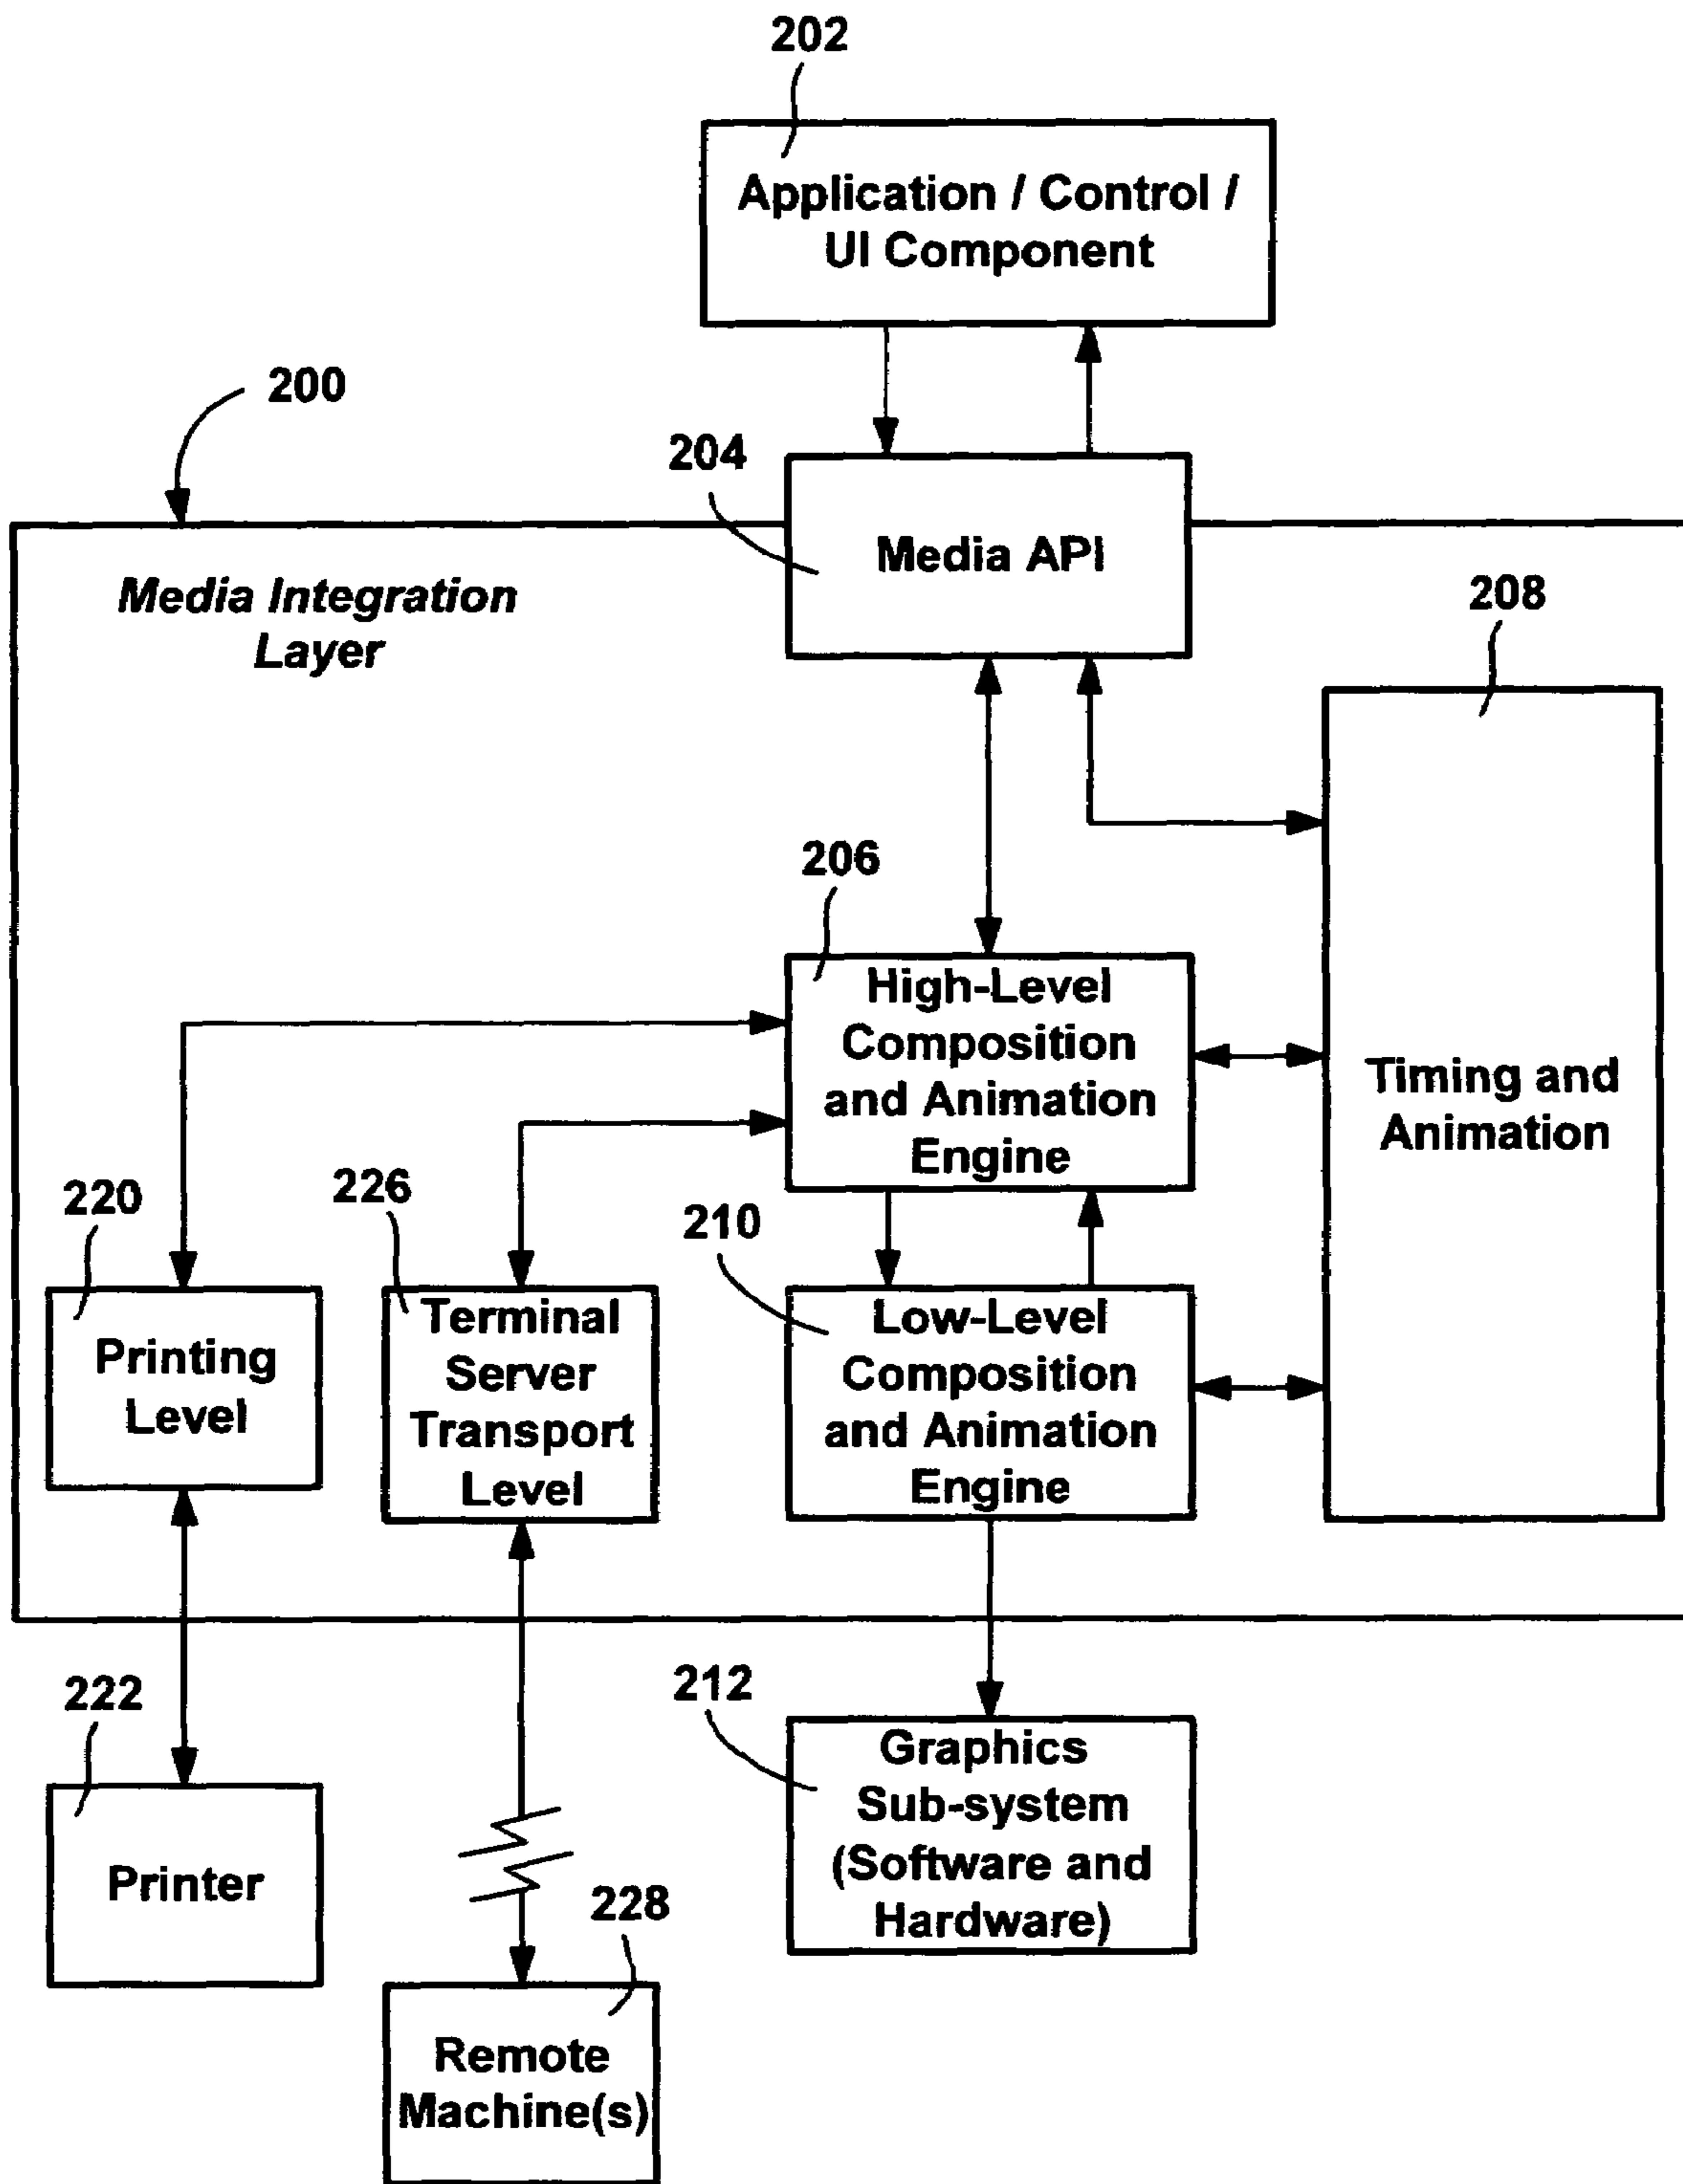 202
Application / Control /
UI Component
200
204
Media API
Media Integration
Layer
208
Timing and
Animation
206
High-Level
Composition
and Animation
Engine
220
Printing
Level
226
Terminal
Server
Transport
Level
210
Low-Level
Composition
and Animation
Engine
222
Printer
212
Graphics
Sub-system
(Software and
Hardware)
228
Remote
Machine(s)